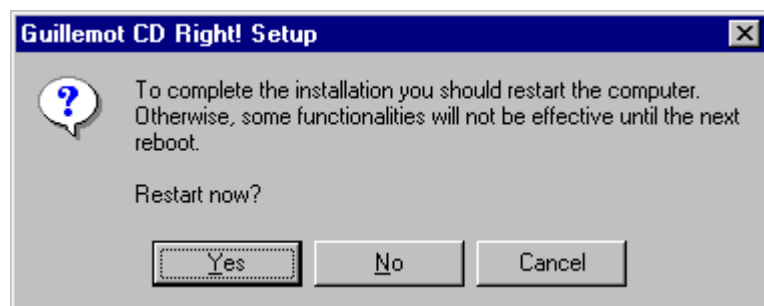 Guillemot CD Right! Setup
To complete the installation you should restart the computer.
Otherwise, some functionalities will not be effective until the next
reboot.
Restart now?
Yes No Cancel